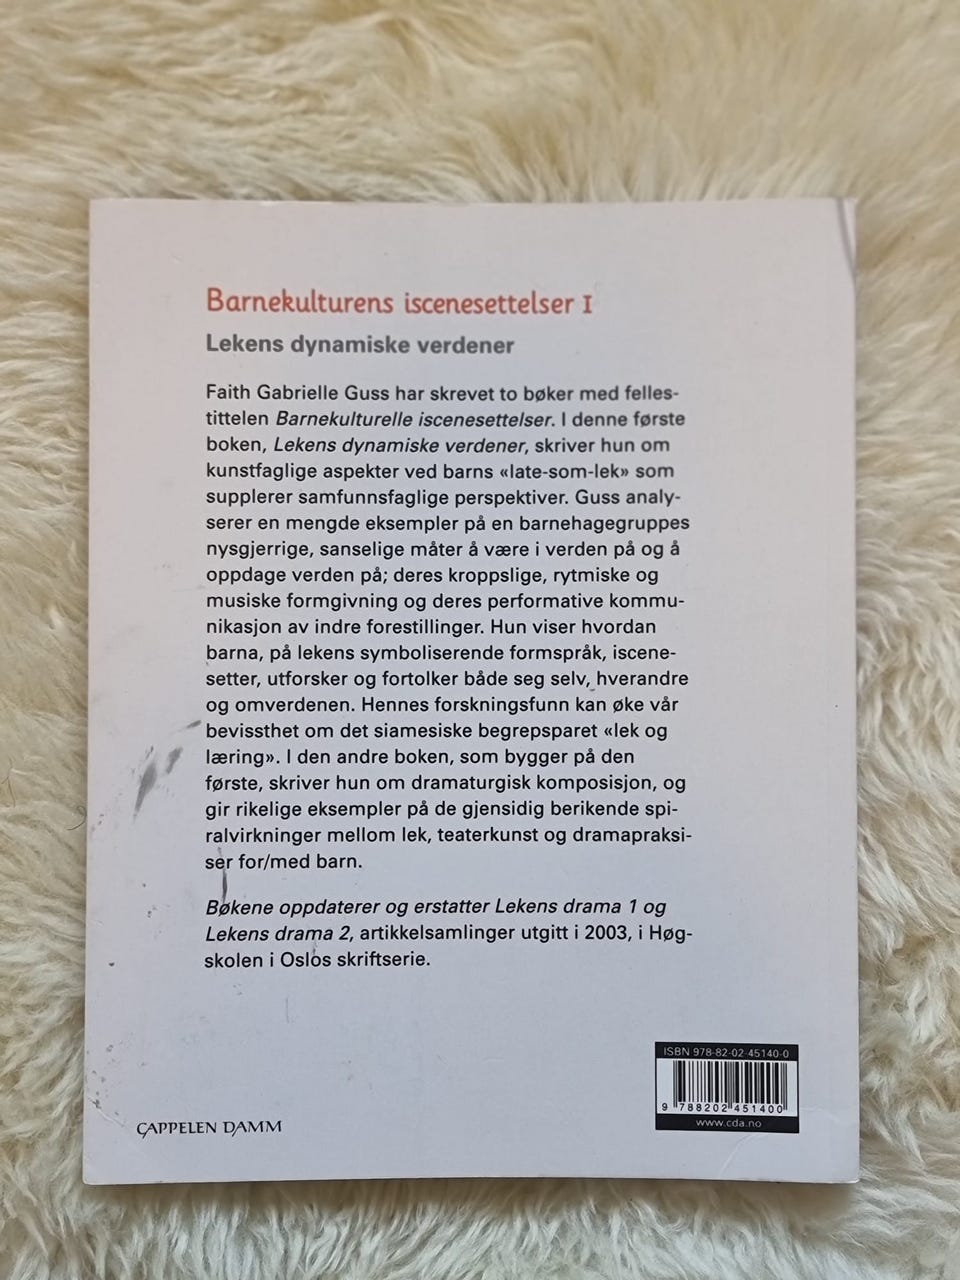 Barnekulturens iscenesettelser I
Lekens dynamiske verdener
Faith Gabrielle Guss har skrevet to bøker med felles-
tittelen Barnekulturelle iscenesettelser. I denne første
boken, Lekens dynamiske verdener, skriver hun om
kunstfaglige aspekter ved barns «late-som-lek» som
supplerer samfunnsfaglige perspektiver. Guss analy-
serer en mengde eksempler på en barnehagegruppes
nysgjerrige, sanselige måter å være i verden på og å
oppdage verden på; deres kroppslige, rytmiske og
musiske formgivning og deres performative kommu-
nikasjon av indre forestillinger. Hun viser hvordan
barna, på lekens symboliserende formspråk, iscene-
setter, utforsker og fortolker både seg selv, hverandre
og omverdenen. Hennes forskningsfunn kan øke vår
bevissthet om det siamesiske begrepsparet «lek og
læring». I den andre boken, som bygger på den
første, skriver hun om dramaturgisk komposisjon, og
gir rikelige eksempler på de gjensidig berikende spi-
ralvirkninger mellom lek, teaterkunst og dramapraksi-
ser for/med barn.
Bøkene oppdaterer og erstatter Lekens drama 1 og
Lekens drama 2, artikkelsamlinger utgitt i 2003, i Høg-
skolen i Oslos skriftserie.
ISBN 978-82-02-45140-0
9 788202 451400
www.cda.no
CAPPELEN DAMM